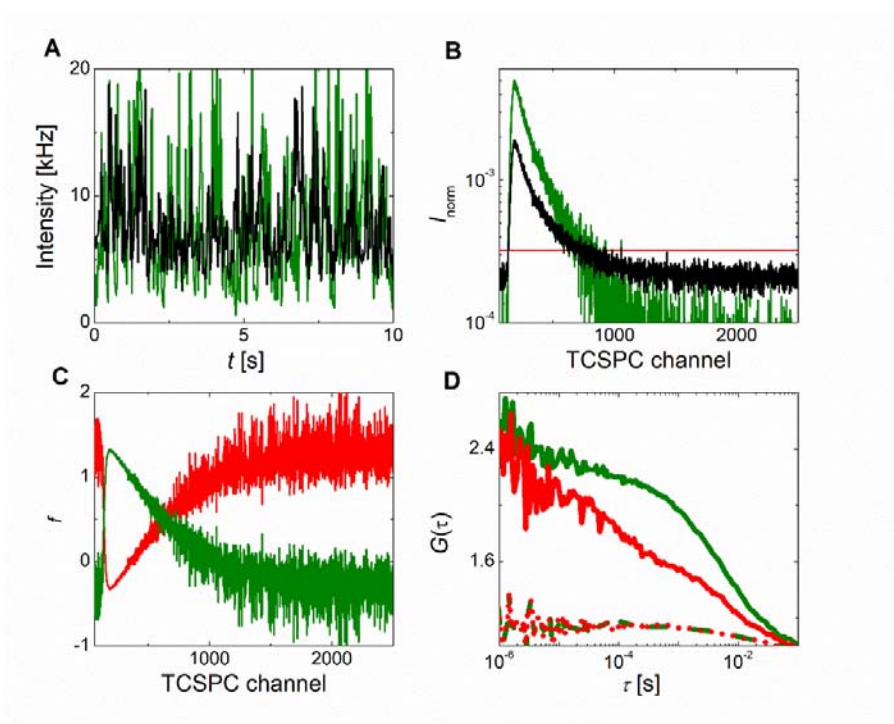 A
Intensity [kHz]
20
10
0
0 5 10
t [s]
B
I norm
10⁻³
10⁻⁴
1000 2000
TCSPC channel
C
f
2
1
0
-1
1000 2000
TCSPC channel
D
G(τ)
2.4
1.6
10⁻⁶ 10⁻⁴ 10⁻²
τ [s]